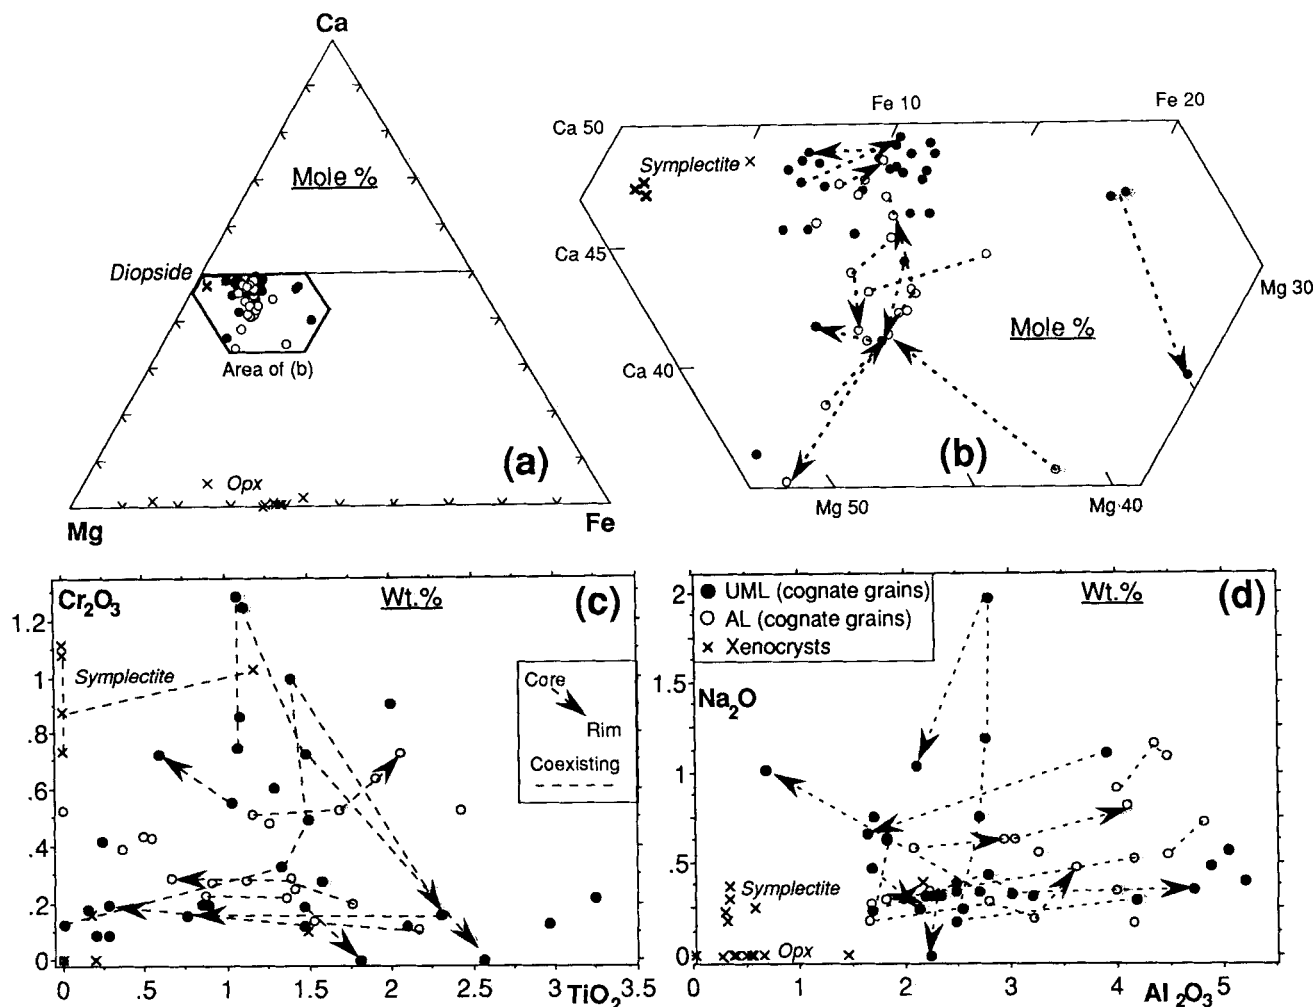 Ca
Mole %
Diopside
Area of (b)
(a)
Opx
Mg
Fe
Fe 10
Fe 20
Ca 50
Symplectite
Ca 45
Mg 30
Mole %
Ca 40
(b)
Mg 50
Mg 40
Cr2O3
Wt.%
(c)
1.2
1
.8
.6
.4
.2
0
Symplectite
Core
Rim
Coexisting
0
.5
1
1.5
2
2.5
3
3.5
TiO2
UML (cognate grains)
AL (cognate grains)
Xenocrysts
Wt.%
(d)
2
1.5
Na2O
1
.5
0
Symplectite
Opx
0
1
2
3
4
5
Al2O3